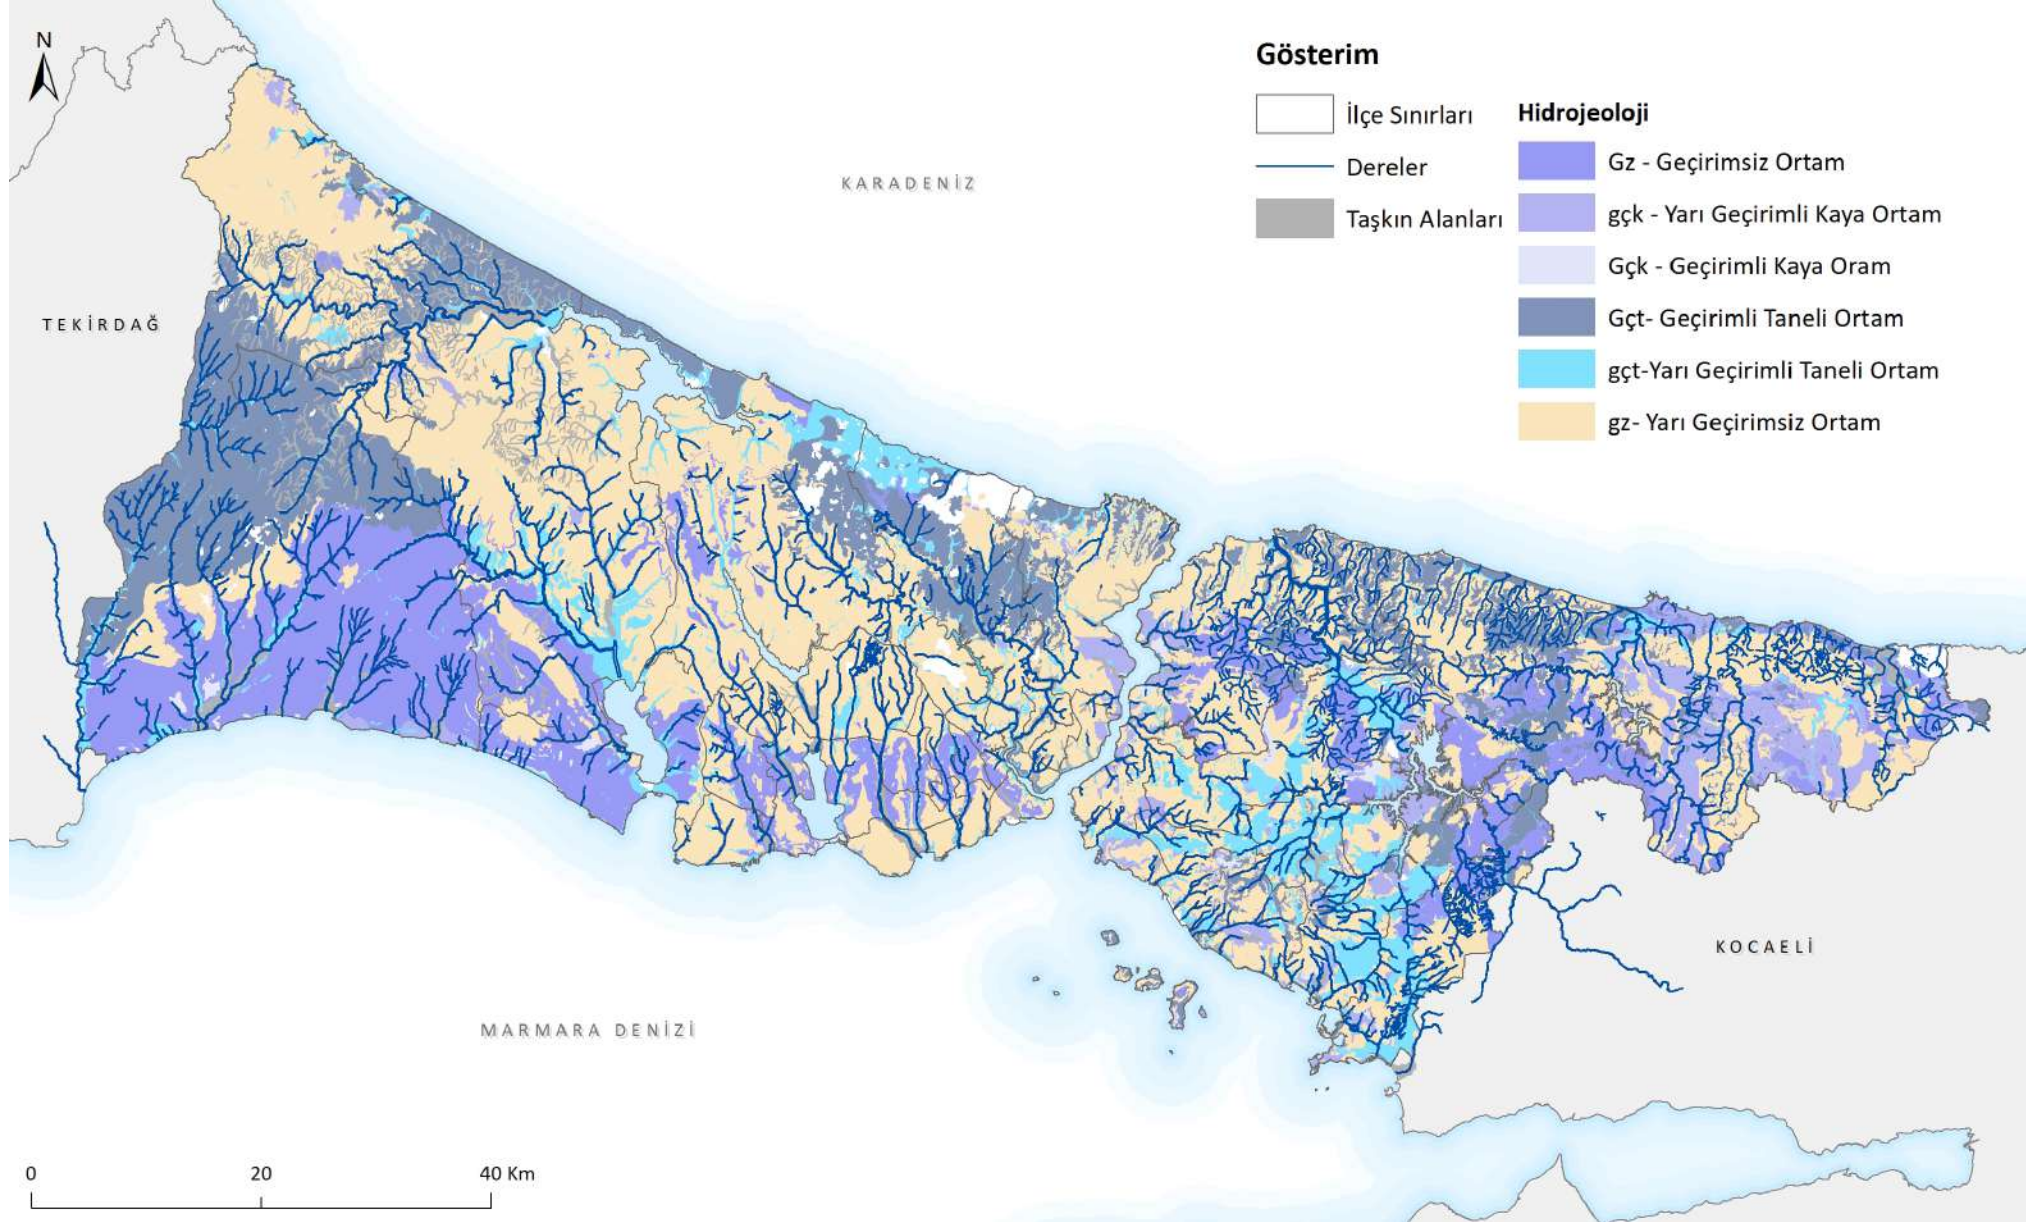 N
Gösterim
İlçe Sınırları
Dereler
Taşkın Alanları
Hidrojeoloji
Gz - Geçirimsiz Ortam
gçk - Yarı Geçirimli Kaya Ortam
Gçk - Geçirimli Kaya Oram
Gçt- Geçirimli Taneli Ortam
gçt-Yarı Geçirimli Taneli Ortam
gz- Yarı Geçirimsiz Ortam
KARADENİZ
TEKİRDAĞ
KOCAELİ
MARMARA DENİZİ
0 20 40 Km